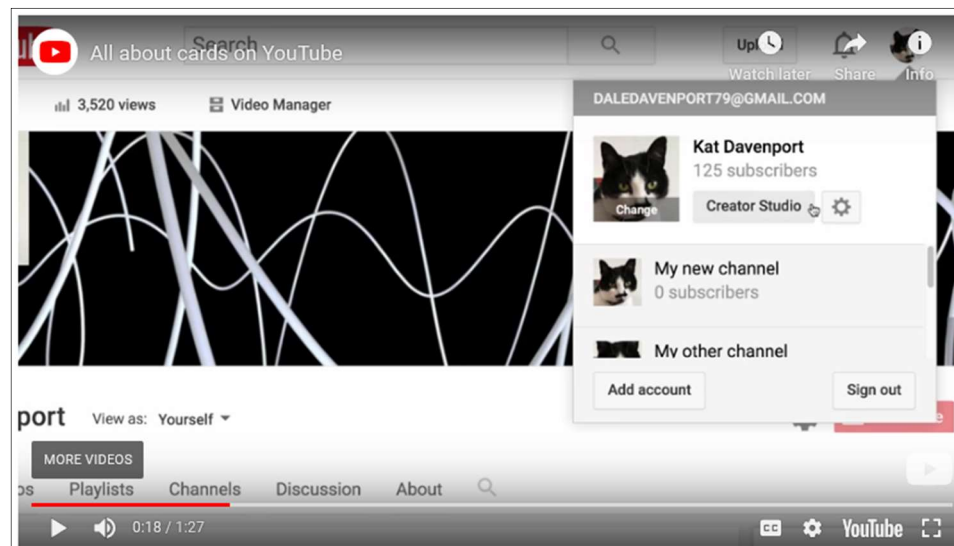 All about cards on YouTube
Search
Watch later
Share
Info
3,520 views
Video Manager
DALEDAVENPORT79@GMAIL.COM
Kat Davenport
125 subscribers
Change
Creator Studio
My new channel
0 subscribers
My other channel
Add account
Sign out
port
View as: Yourself
MORE VIDEOS
Playlists
Channels
Discussion
About
0:18 / 1:27
CC
YouTube